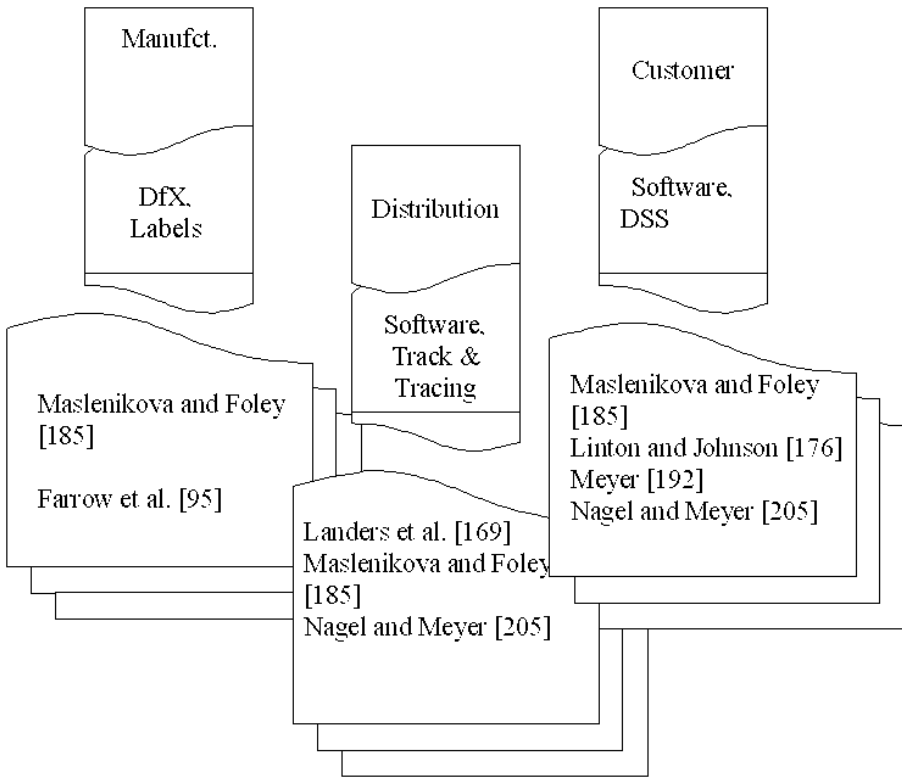 Manufct.
DfX,
Labels
Maslenikova and Foley
[185]
Farrow et al. [95]
Distribution
Software,
Track &
Tracing
Landers et al. [169]
Maslenikova and Foley
[185]
Nagel and Meyer [205]
Customer
Software,
DSS
Maslenikova and Foley
[185]
Linton and Johnson [176]
Meyer [192]
Nagel and Meyer [205]